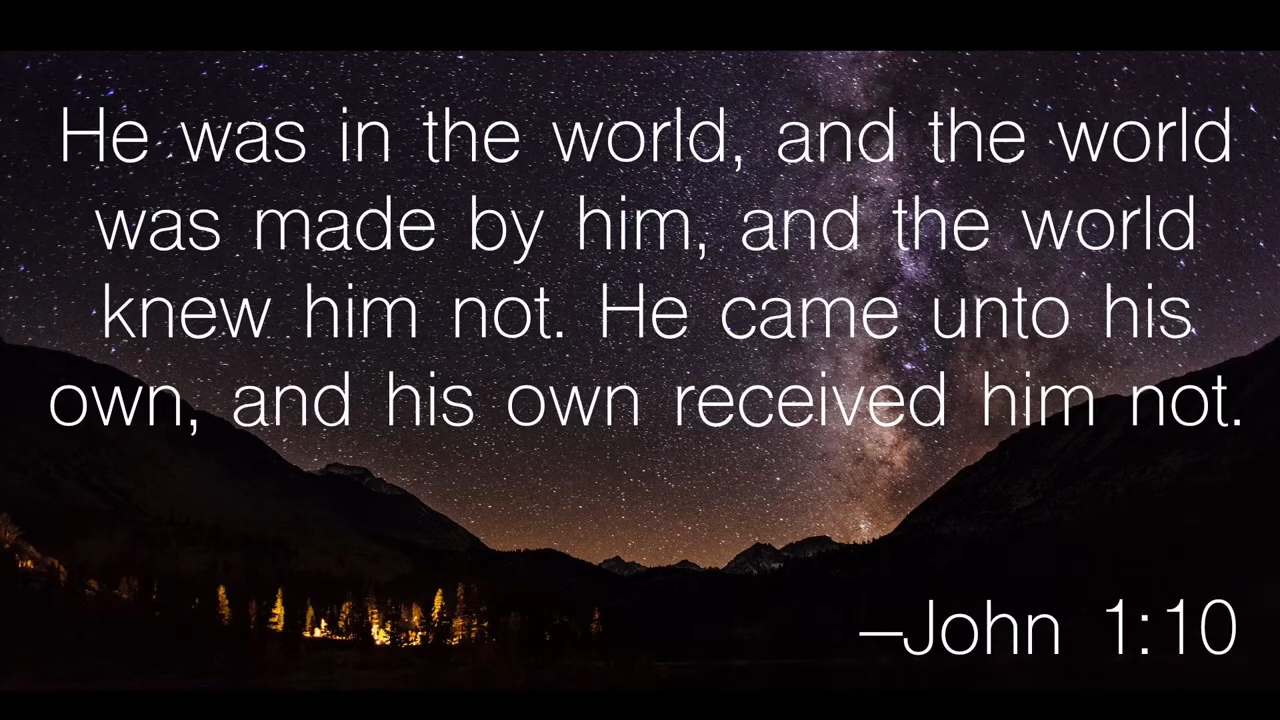 He was in the world, and the world
was made by him, and the world
knew him not. He came unto his
own, and his own received him not.
–John 1:10